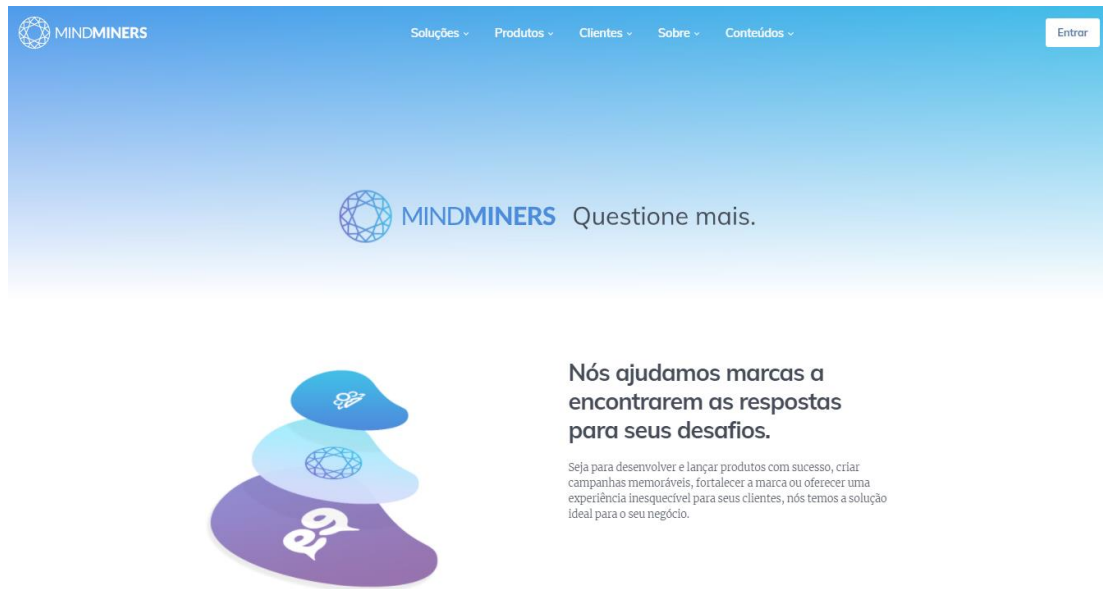 MINDMINERS
Soluções
Produtos
Clientes
Sobre
Conteúdos
Entrar
MINDMINERS Questione mais.
Nós ajudamos marcas a
encontrarem as respostas
para seus desafios.
Seja para desenvolver e lançar produtos com sucesso, criar
campanhas memoráveis, fortalecer a marca ou oferecer uma
experiência inesquecível para seus clientes, nós temos a solução
ideal para o seu negócio.